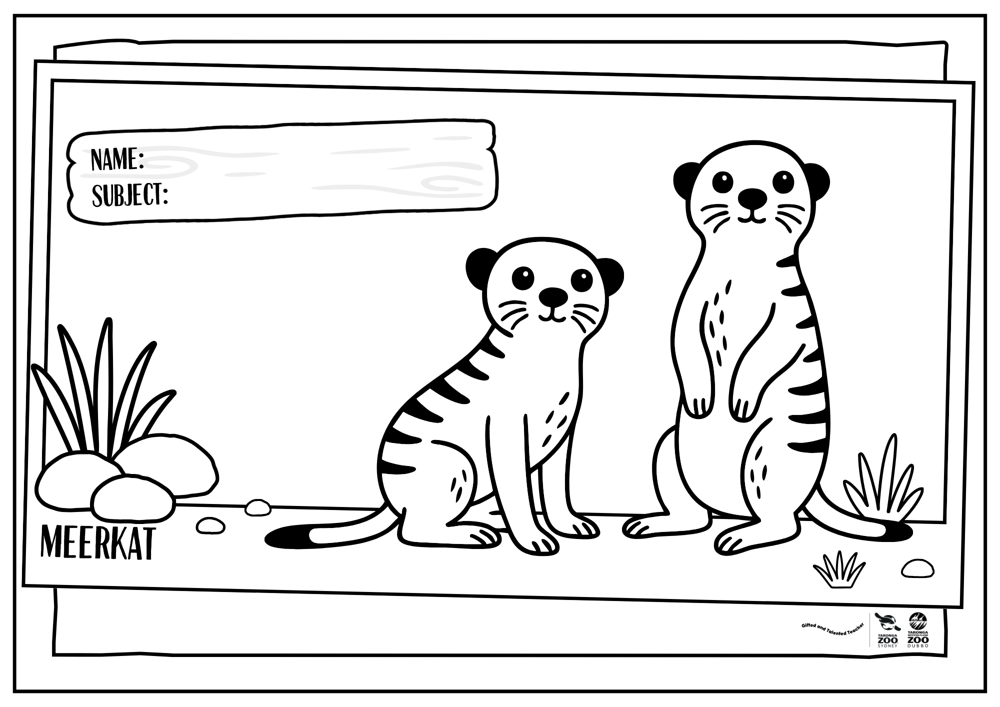 NAME:
SUBJECT:
MEERKAT
Gifted and Talented Teacher
TARONGA
ZOO
SYDNEY
TARONGA
WESTERN PLAINS
ZOO
DUBBO